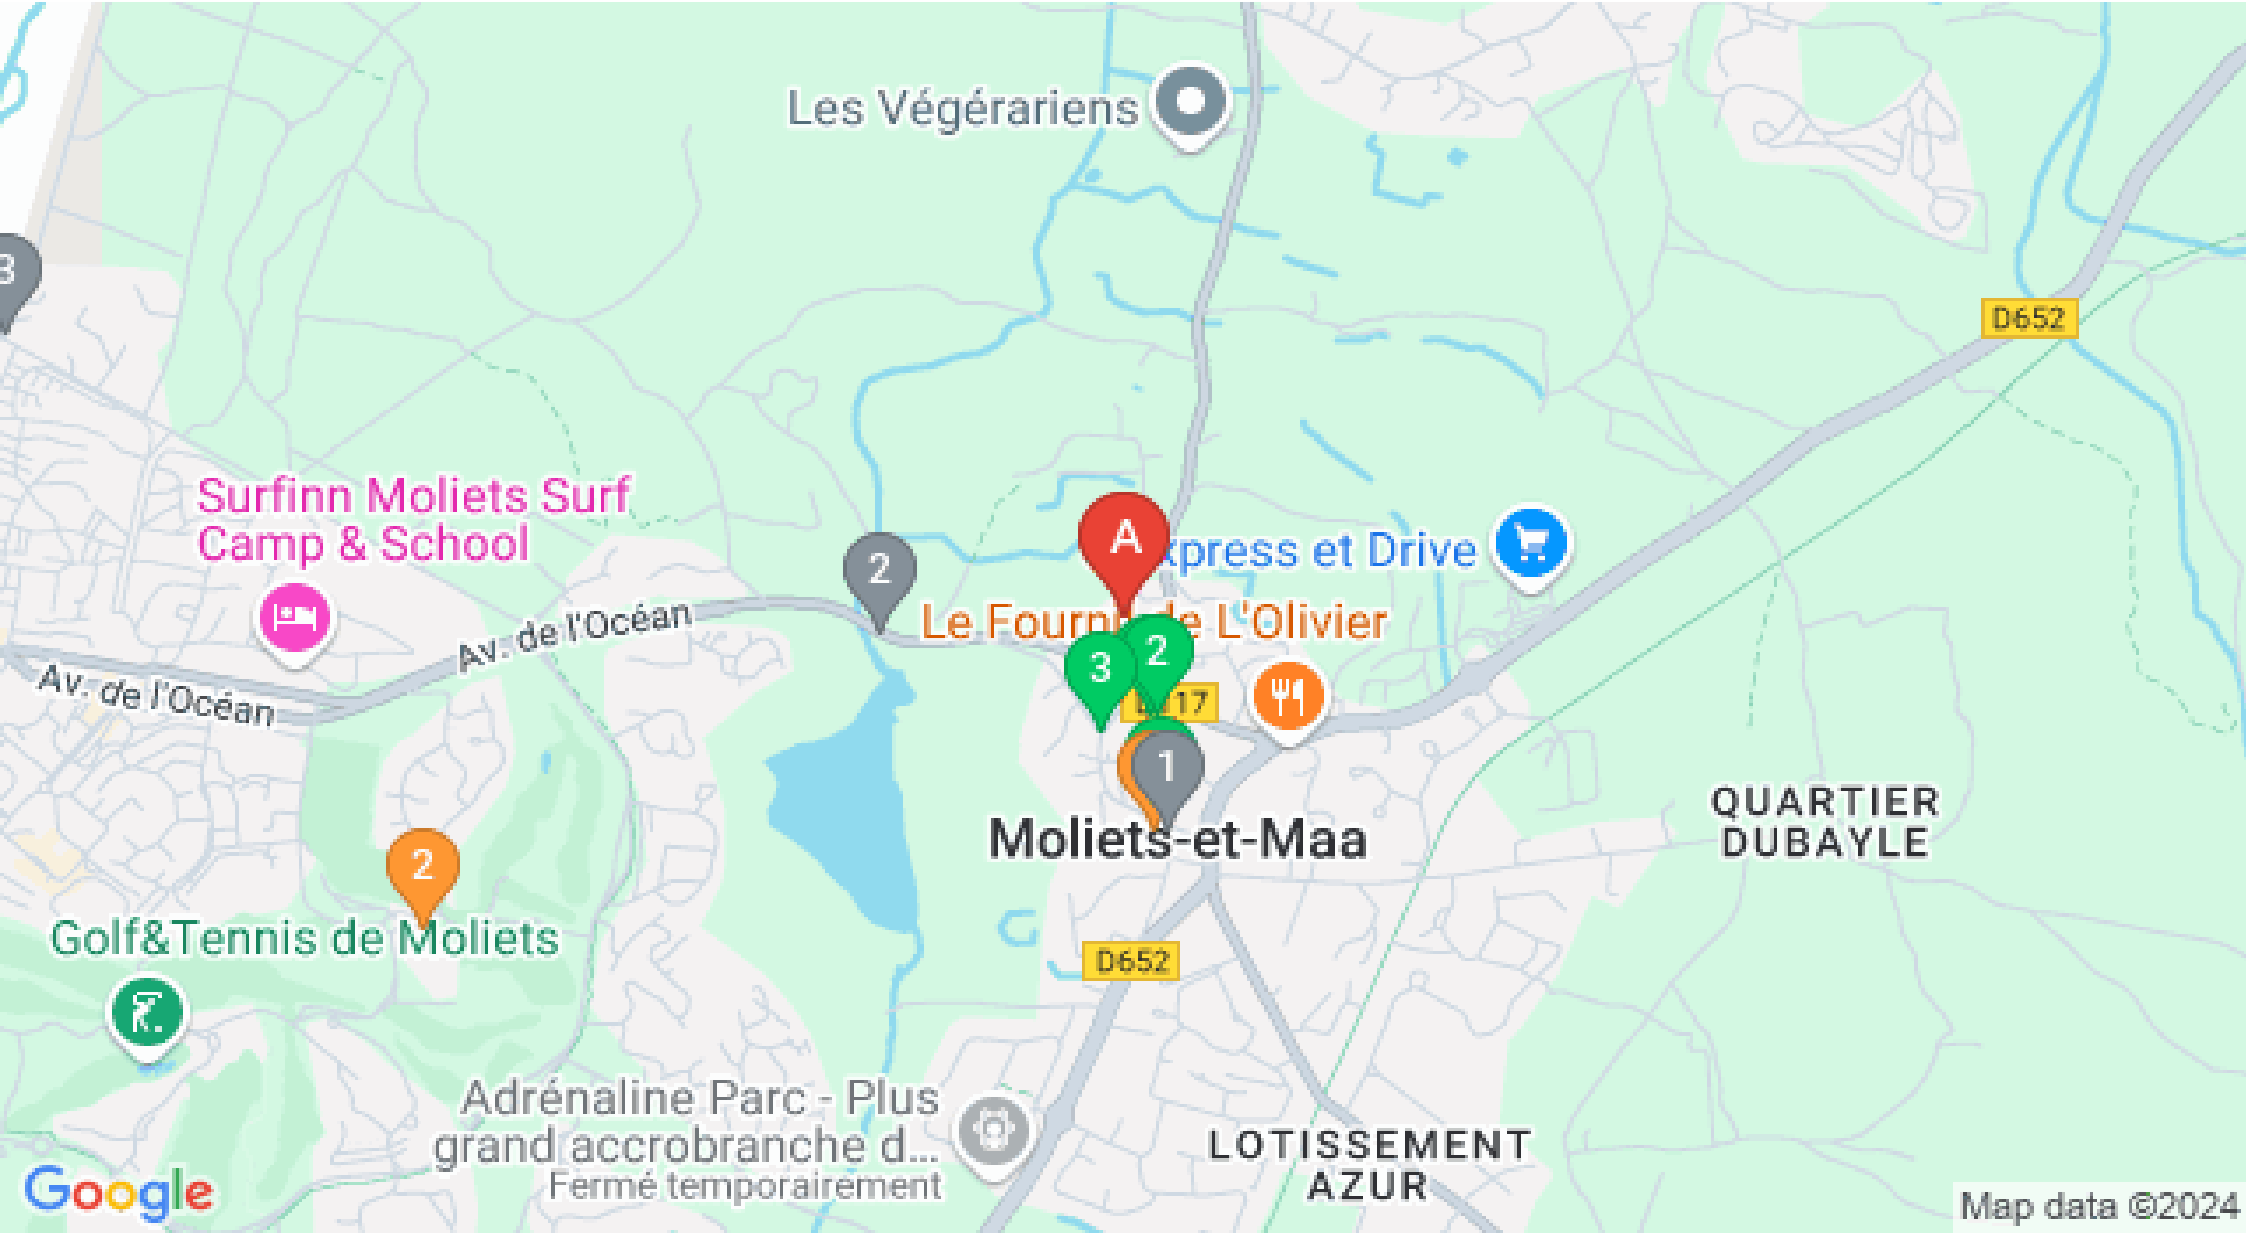 Les Végérariens
3
D652
Surfinn Moliets Surf
Camp & School
2
A
xpress et Drive
Av. de l'Océan
Le Fourn de L'Olivier
3
2
17
Av. de l'Océan
1
QUARTIER
DUBAYLE
Moliets-et-Maa
2
Golf&Tennis de Moliets
D652
Adrénaline Parc - Plus
grand accrobranche d...
Fermé temporairement
LOTISSEMENT
AZUR
Google
Map data ©2024